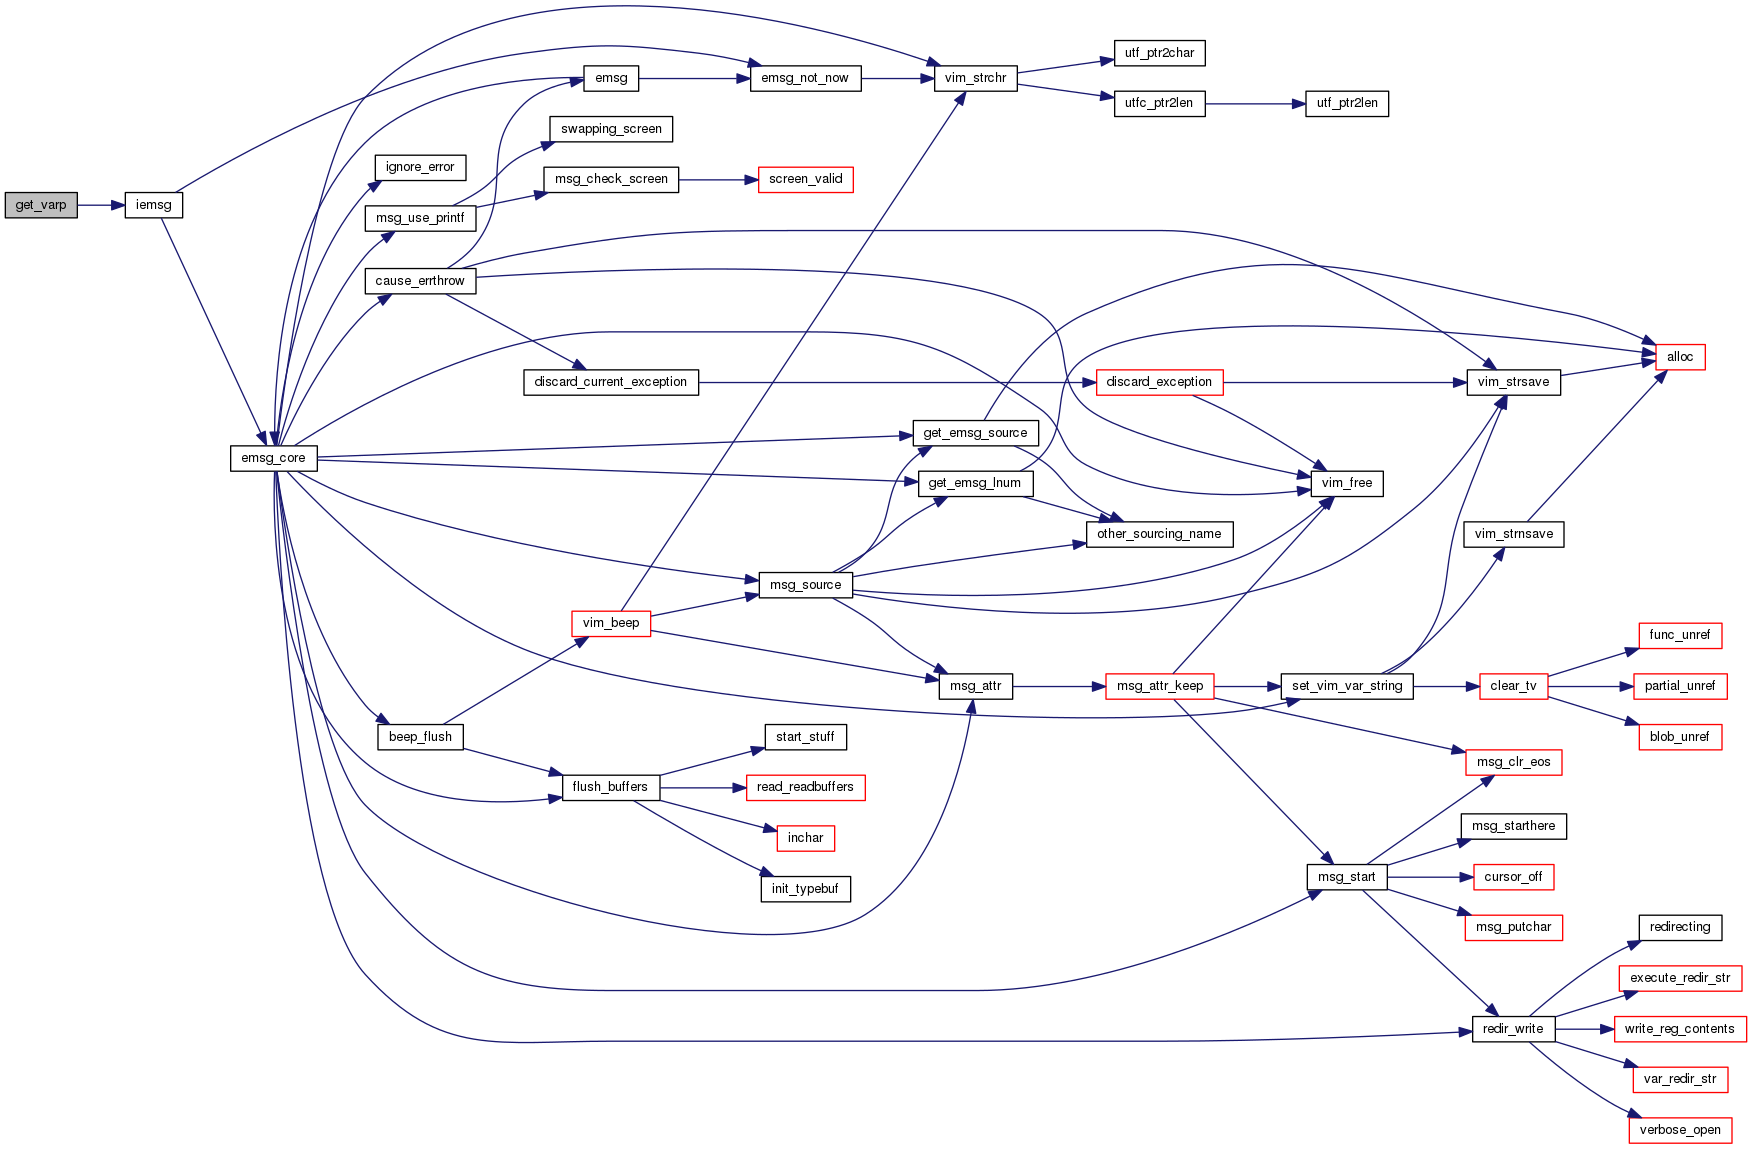 get_varp
iemsg
emsg_core
ignore_error
msg_use_printf
cause_errthrow
beep_flush
emsg
swapping_screen
msg_check_screen
discard_current_exception
vim_beep
flush_buffers
emsg_not_now
screen_valid
msg_source
start_stuff
read_readbuffers
inchar
init_typebuf
vim_strchr
get_emsg_source
get_emsg_lnum
msg_attr
utf_ptr2char
utfc_ptr2len
discard_exception
other_sourcing_name
msg_attr_keep
utf_ptr2len
vim_free
set_vim_var_string
msg_start
vim_strsave
vim_strnsave
clear_tv
msg_clr_eos
msg_starthere
cursor_off
msg_putchar
redir_write
alloc
func_unref
partial_unref
blob_unref
redirecting
execute_redir_str
write_reg_contents
var_redir_str
verbose_open